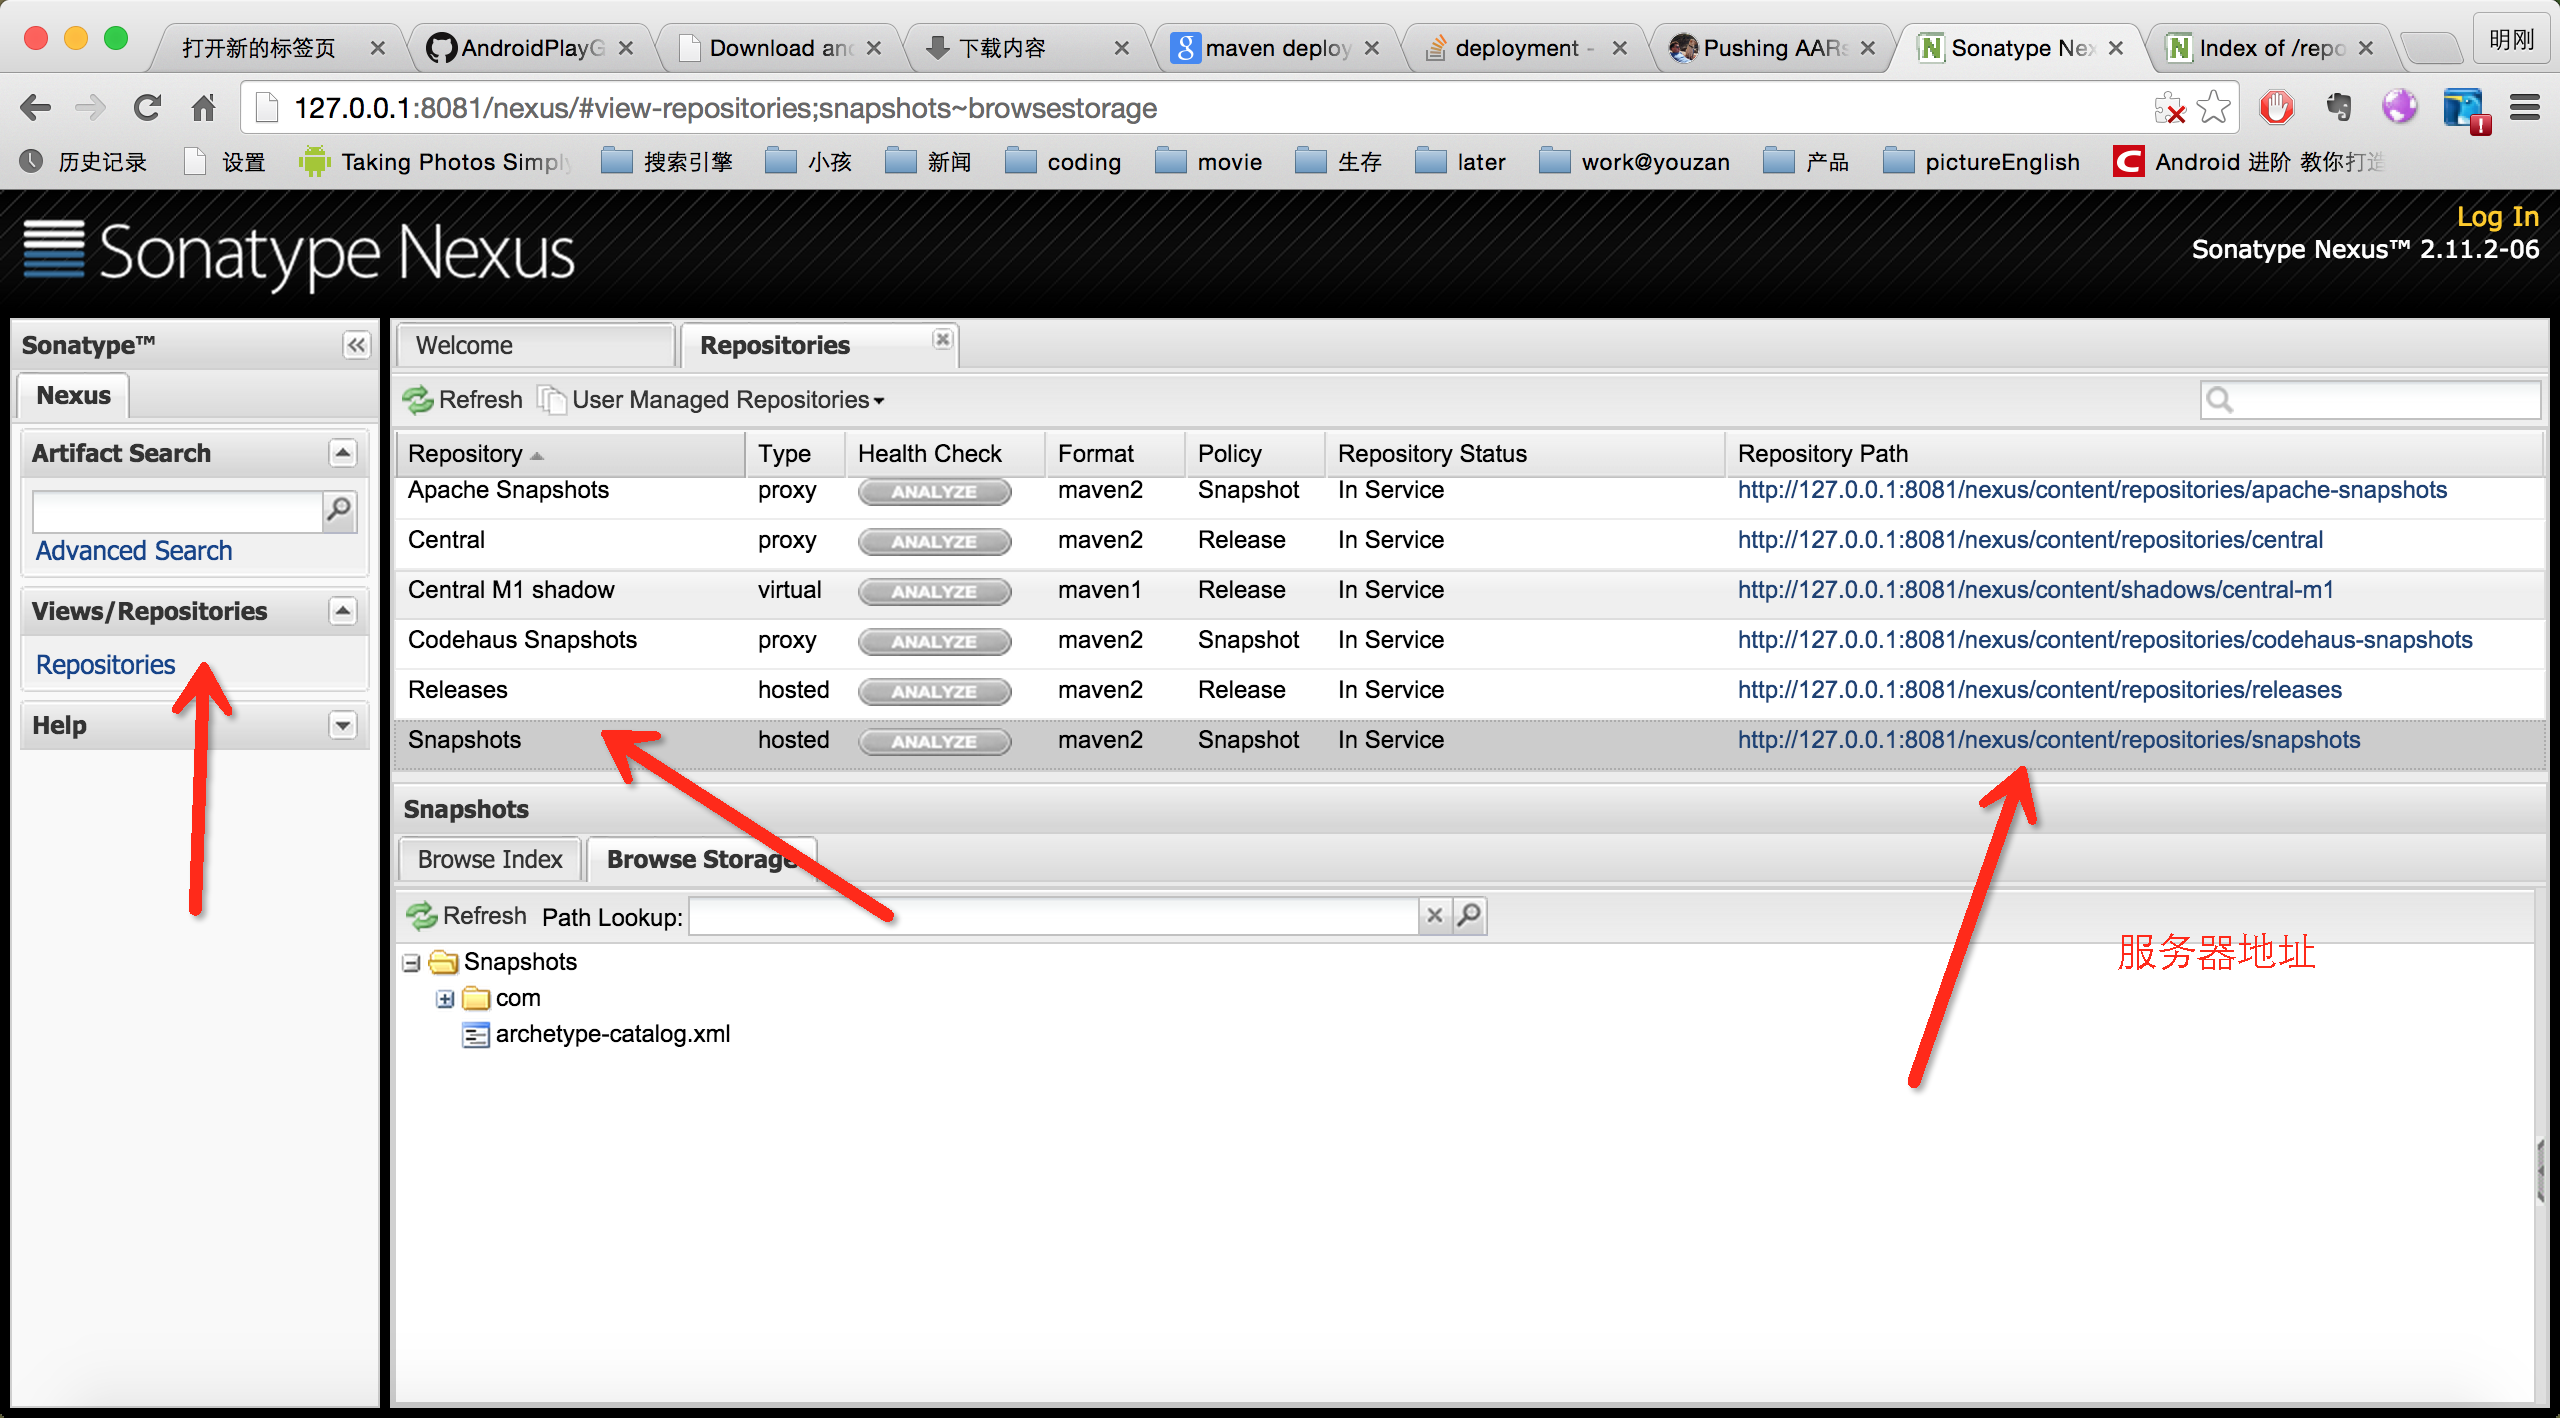 打开新的标签页
AndroidPlayG
Download an
下载内容
maven deploy
deployment -
Pushing AARs
Sonatype Nex
Index of /repo
明刚
127.0.0.1:8081/nexus/#view-repositories;snapshots~browsestorage
历史记录 设置 Taking Photos Simply 搜索引擎 小孩 新闻 coding movie 生存 later work@youzan 产品 pictureEnglish Android 进阶 教你打造
Sonatype Nexus
Log In
Sonatype Nexus™ 2.11.2-06
Sonatype™
Nexus
Artifact Search
Advanced Search
Views/Repositories
Repositories
Help
Welcome Repositories
Refresh User Managed Repositories
Repository Type Health Check Format Policy Repository Status Repository Path
Apache Snapshots proxy ANALYZE maven2 Snapshot In Service http://127.0.0.1:8081/nexus/content/repositories/apache-snapshots
Central proxy ANALYZE maven2 Release In Service http://127.0.0.1:8081/nexus/content/repositories/central
Central M1 shadow virtual ANALYZE maven1 Release In Service http://127.0.0.1:8081/nexus/content/shadows/central-m1
Codehaus Snapshots proxy ANALYZE maven2 Snapshot In Service http://127.0.0.1:8081/nexus/content/repositories/codehaus-snapshots
Releases hosted ANALYZE maven2 Release In Service http://127.0.0.1:8081/nexus/content/repositories/releases
Snapshots hosted ANALYZE maven2 Snapshot In Service http://127.0.0.1:8081/nexus/content/repositories/snapshots
Snapshots
Browse Index Browse Storage
Refresh Path Lookup:
Snapshots
com
archetype-catalog.xml
服务器地址